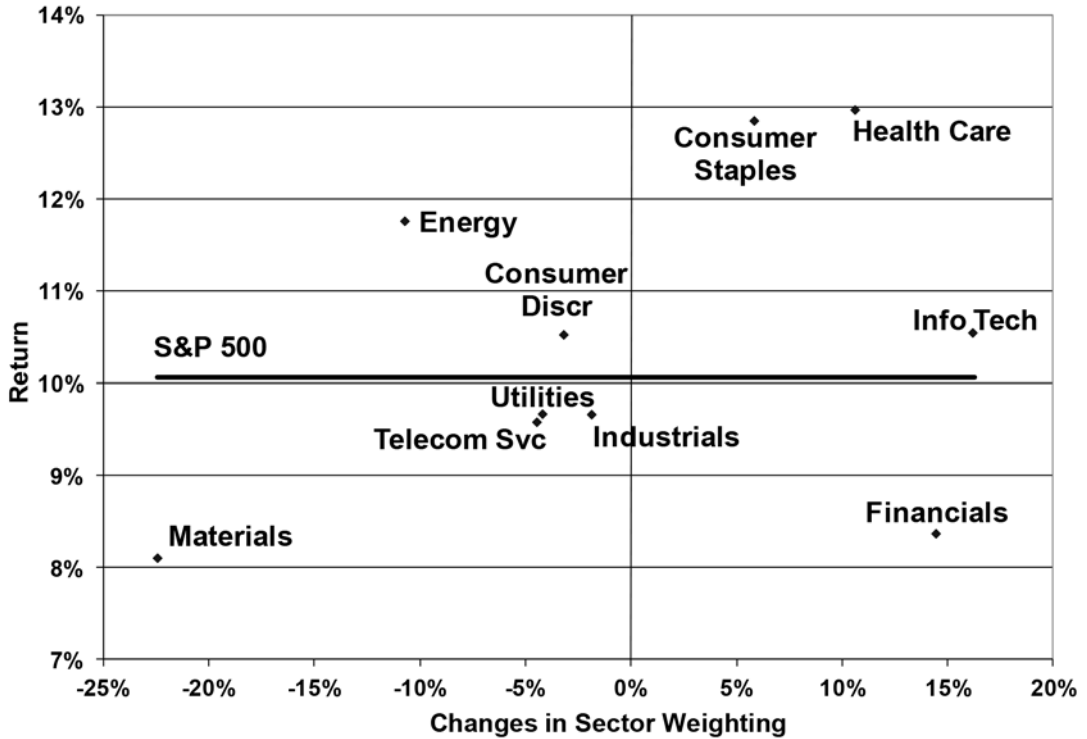 14%
13%
12%
11%
10%
9%
8%
7%
Return
Health Care
Consumer
Staples
Energy
Consumer
Discr
Info Tech
S&P 500
Utilities
Telecom Svc
Industrials
Financials
Materials
-25%
-20%
-15%
-10%
-5%
0%
5%
10%
15%
20%
Changes in Sector Weighting